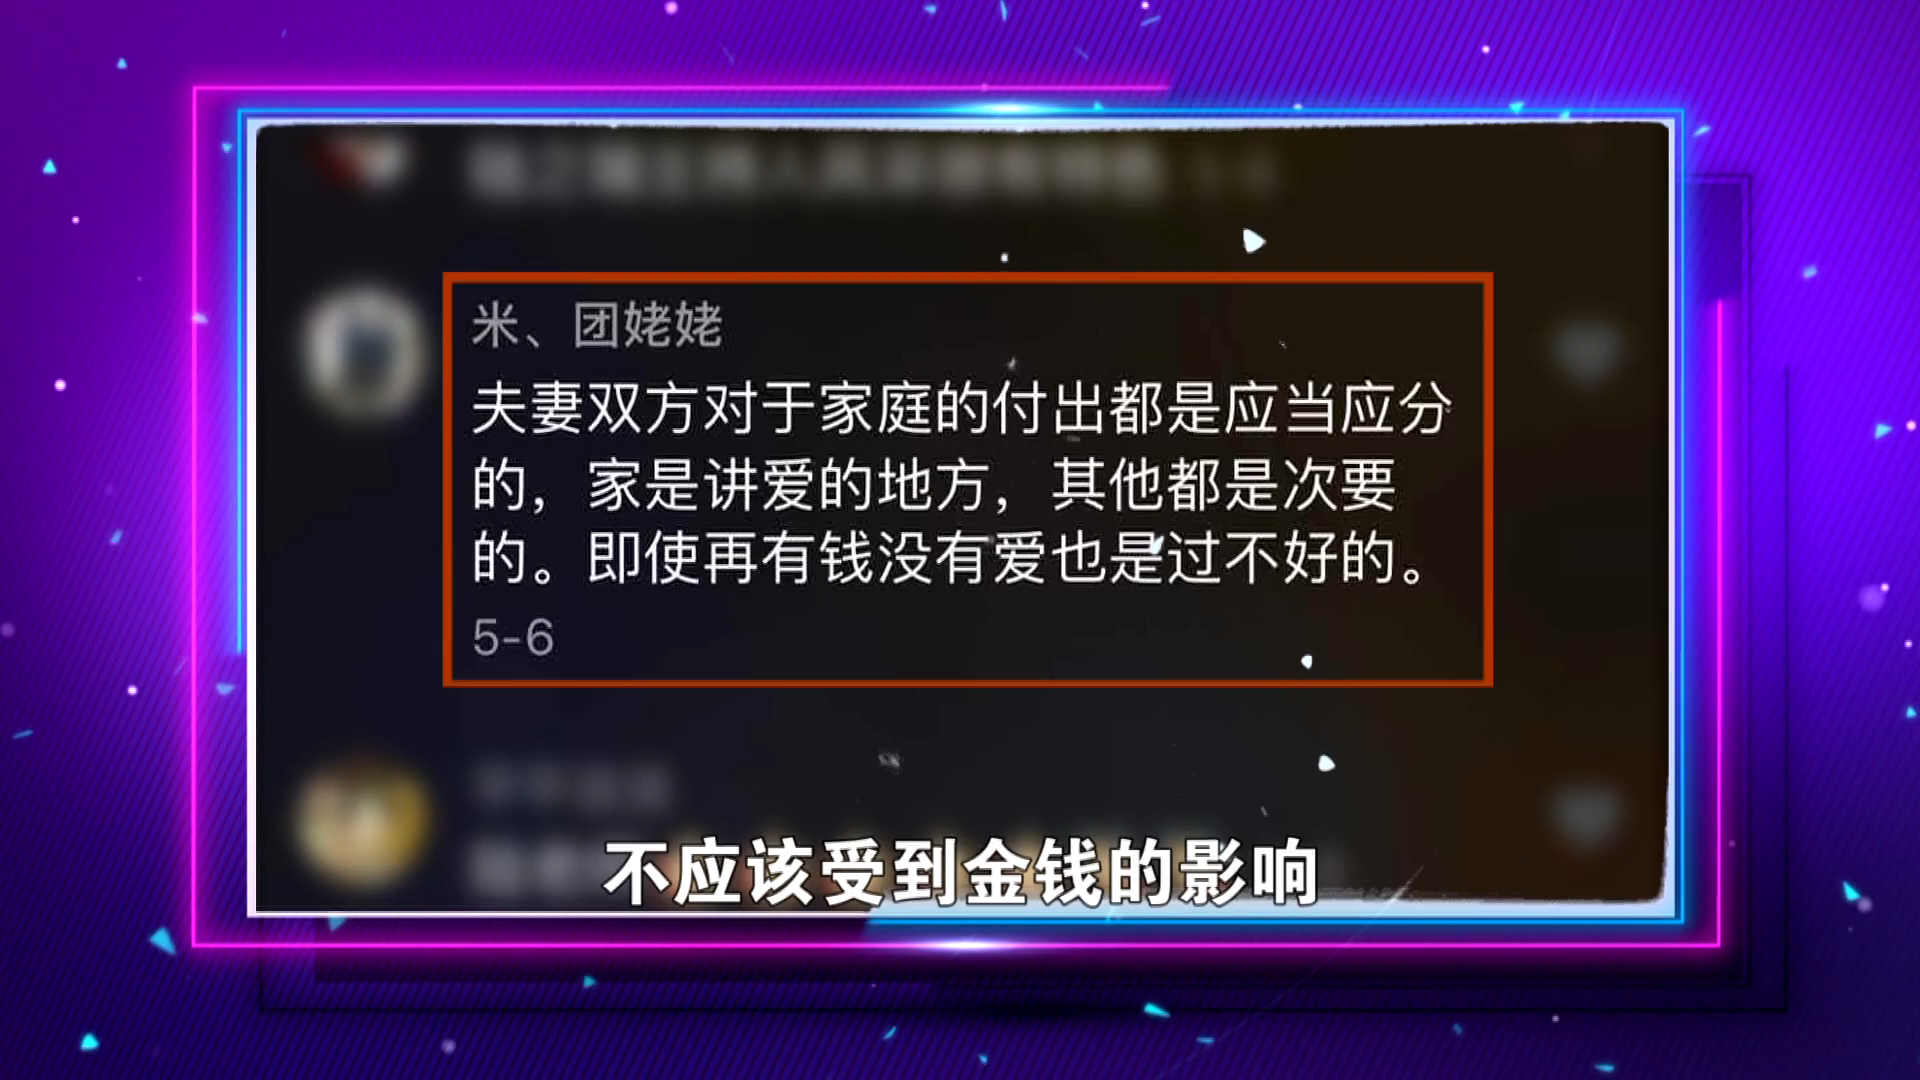 米、团姥姥
夫妻双方对于家庭的付出都是应当应分
的，家是讲爱的地方，其他都是次要
的。即使再有钱没有爱也是过不好的。
5-6
不应该受到金钱的影响